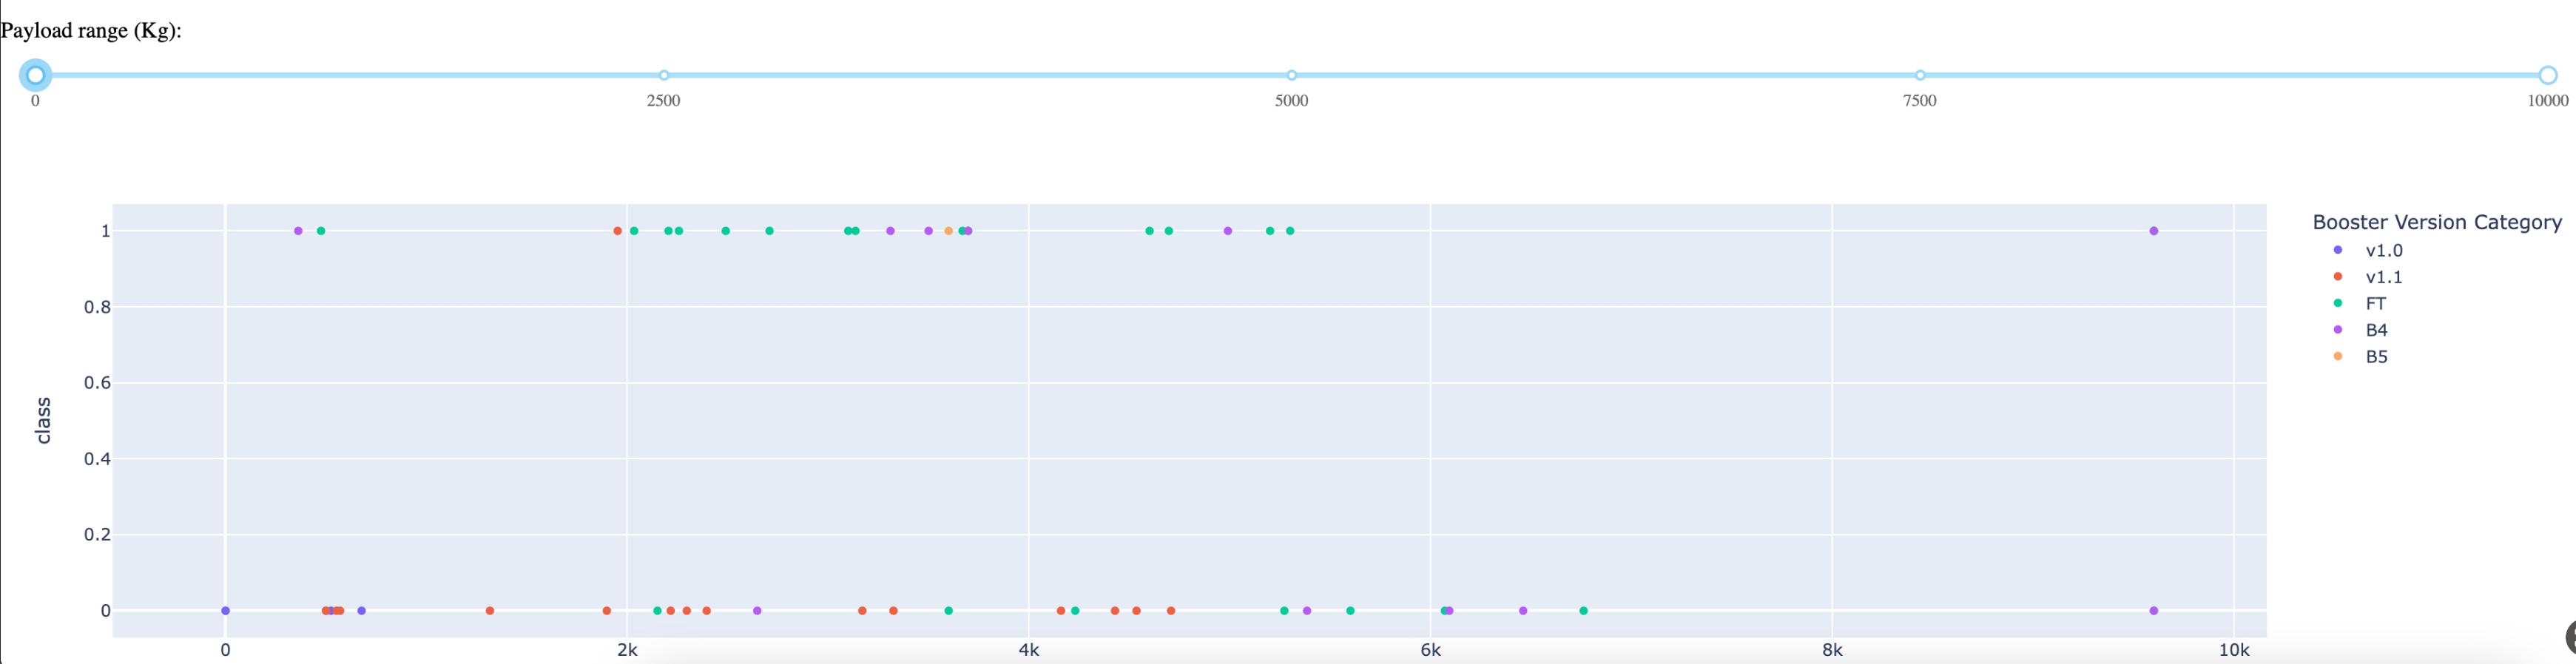 Payload range (Kg):
0 2500 5000 7500 10000
Booster Version Category
v1.0
v1.1
FT
B4
B5
1
0.8
0.6
0.4
0.2
0
class
0 2k 4k 6k 8k 10k